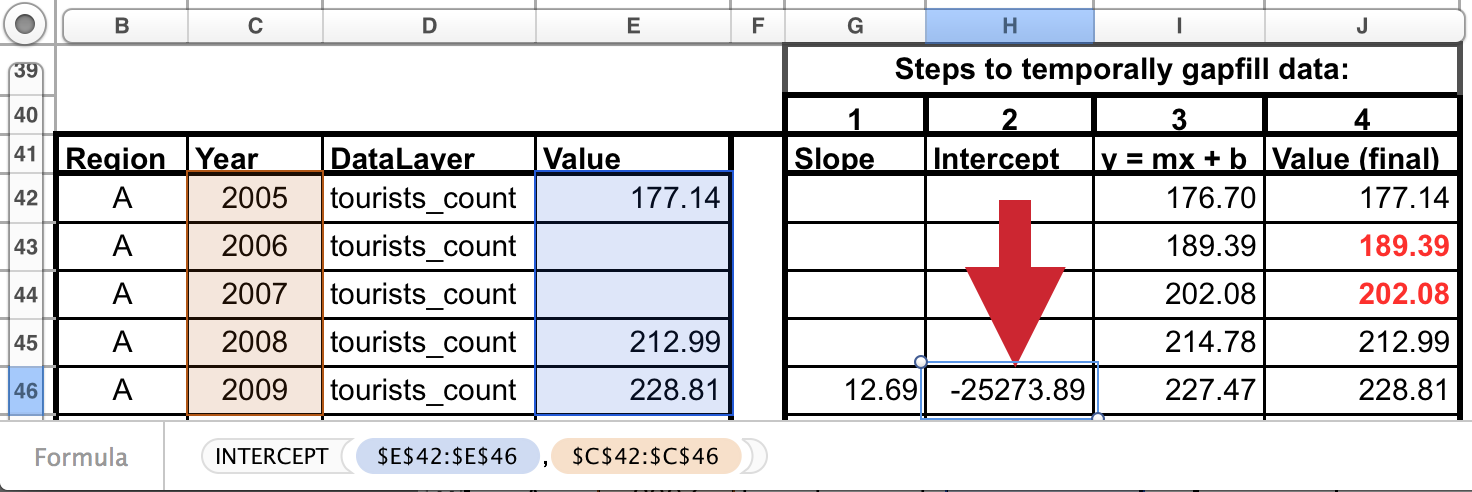 B C D E F G H I J
39 Steps to temporally gapfill data:
40 1 2 3 4
41 Region Year DataLayer Value Slope Intercept y = mx + b Value (final)
42 A 2005 tourists_count 177.14 176.70 177.14
43 A 2006 tourists_count 189.39 189.39
44 A 2007 tourists_count 202.08 202.08
45 A 2008 tourists_count 212.99 214.78 212.99
46 A 2009 tourists_count 228.81 12.69 -25273.89 227.47 228.81
Formula INTERCEPT ( $E$42:$E$46 , $C$42:$C$46 )